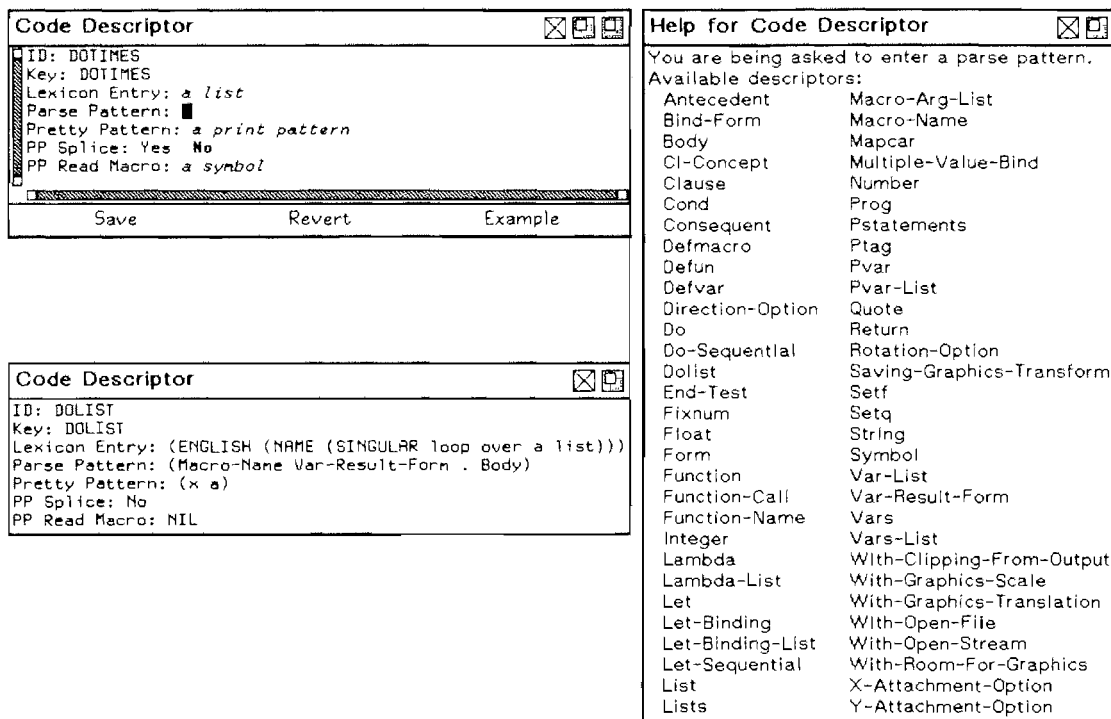 Code Descriptor
ID: DOTIMES
Key: DOTIMES
Lexicon Entry: a list
Parse Pattern:
Pretty Pattern: a print pattern
PP Splice: Yes No
PP Read Macro: a symbol
Save Revert Example
Code Descriptor
ID: DOLIST
Key: DOLIST
Lexicon Entry: (ENGLISH (NAME (SINGULAR loop over a list)))
Parse Pattern: (Macro-Name Var-Result-Form . Body)
Pretty Pattern: (x a)
PP Splice: No
PP Read Macro: NIL
Help for Code Descriptor
You are being asked to enter a parse pattern.
Available descriptors:
Antecedent Macro-Arg-List
Bind-Form Macro-Name
Body Mapcar
Cl-Concept Multiple-Value-Bind
Clause Number
Cond Prog
Consequent Pstatements
Defmacro Ptag
Defun Pvar
Defvar Pvar-List
Direction-Option Quote
Do Return
Do-Sequential Rotation-Option
Dolist Saving-Graphics-Transform
End-Test Setf
Fixnum Setq
Float String
Form Symbol
Function Var-List
Function-Call Var-Result-Form
Function-Name Vars
Integer Vars-List
Lambda With-Clipping-From-Output
Lambda-List With-Graphics-Scale
Let With-Graphics-Translation
Let-Binding With-Open-File
Let-Binding-List With-Open-Stream
Let-Sequential With-Room-For-Graphics
List X-Attachment-Option
Lists Y-Attachment-Option